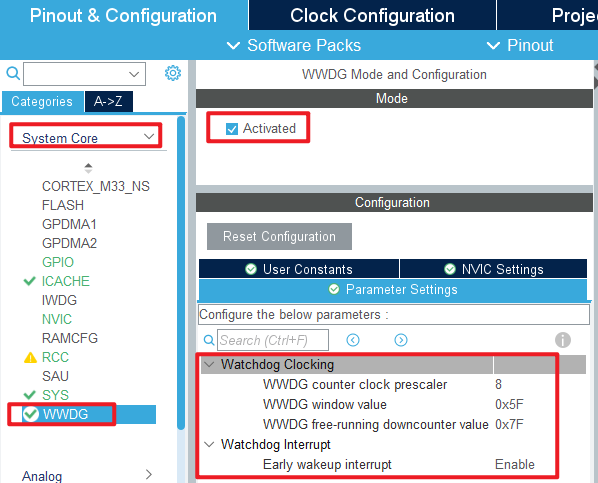 Pinout & Configuration
Clock Configuration
Proje
Software Packs
Pinout
Categories
A->Z
System Core
CORTEX_M33_NS
FLASH
GPDMA1
GPDMA2
GPIO
ICACHE
IWDG
NVIC
RAMCFG
RCC
SAU
SYS
WWDG
Analog
WWDG Mode and Configuration
Mode
Activated
Configuration
Reset Configuration
User Constants
NVIC Settings
Parameter Settings
Configure the below parameters :
Search (Ctrl+F)
Watchdog Clocking
WWDG counter clock prescaler 8
WWDG window value 0x5F
WWDG free-running downcounter value 0x7F
Watchdog Interrupt
Early wakeup interrupt Enable